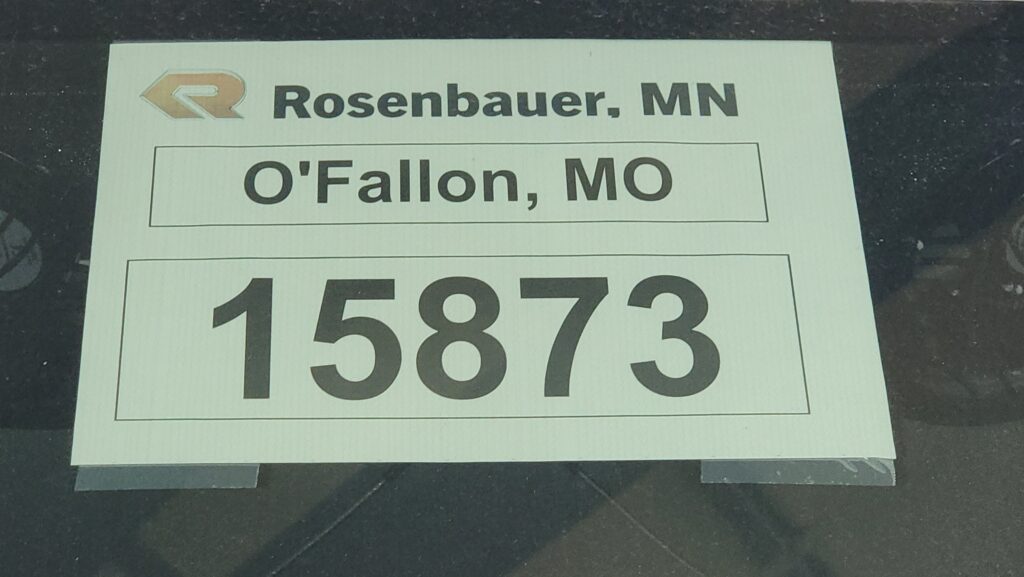 Rosenbauer, MN
O'Fallon, MO
15873